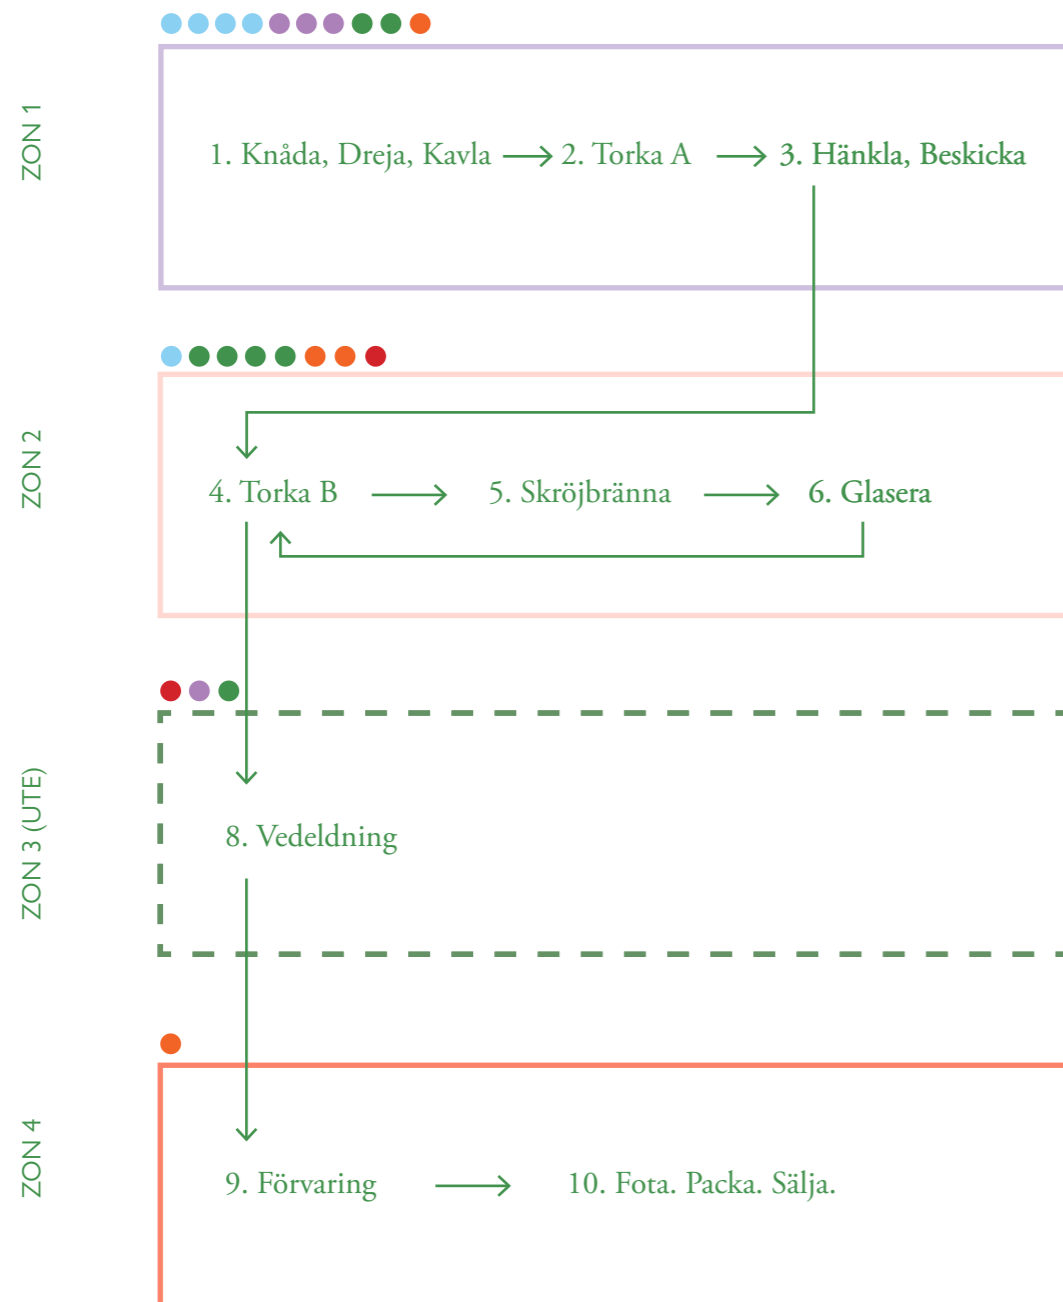 ZON 1
1. Knåda, Dreja, Kavla
2. Torka A
3. Hänkla, Beskicka
ZON 2
4. Torka B
5. Skröjbränna
6. Glasera
ZON 3 (UTE)
8. Vedeldning
ZON 4
9. Förvaring
10. Fota. Packa. Sälja.